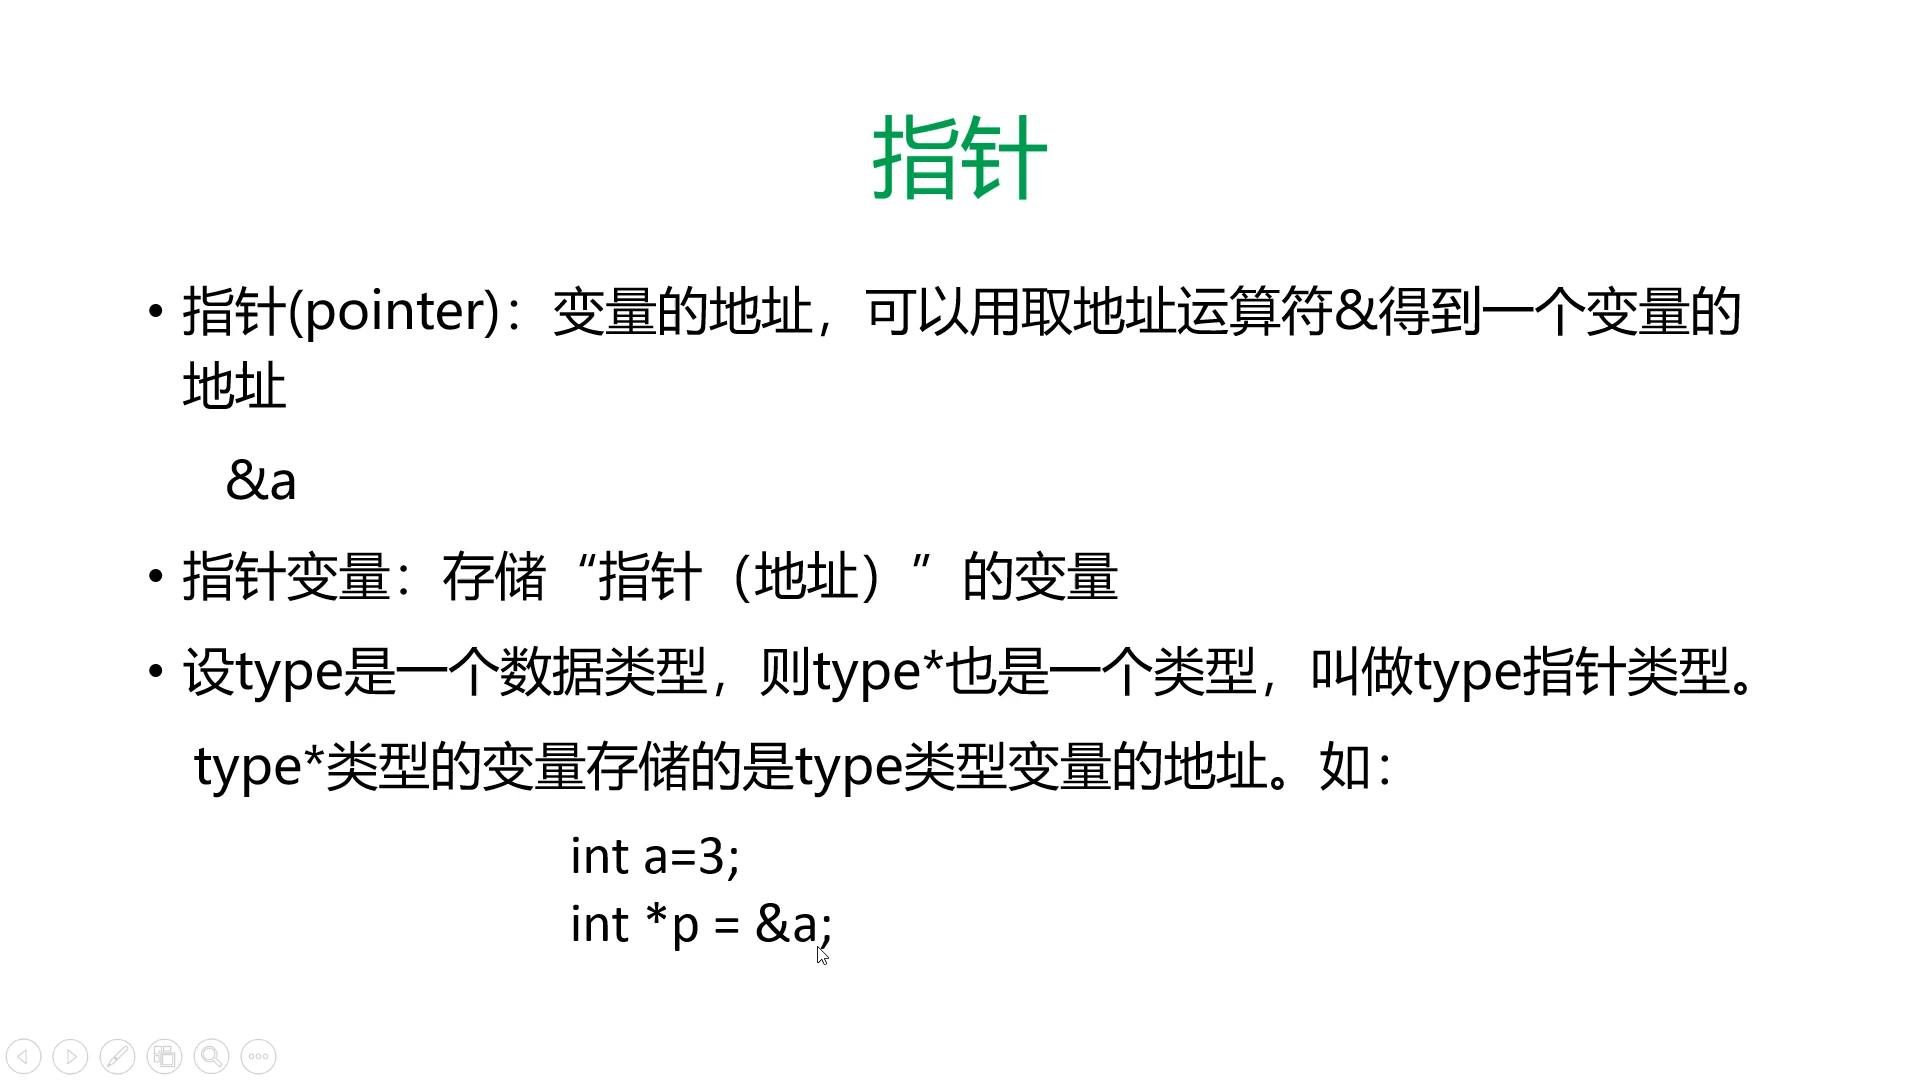 指针
• 指针(pointer)：变量的地址，可以用取地址运算符&得到一个变量的
地址
&a
• 指针变量：存储“指针（地址）”的变量
• 设type是一个数据类型，则type*也是一个类型，叫做type指针类型。
type*类型的变量存储的是type类型变量的地址。如：
int a=3;
int *p = &a;